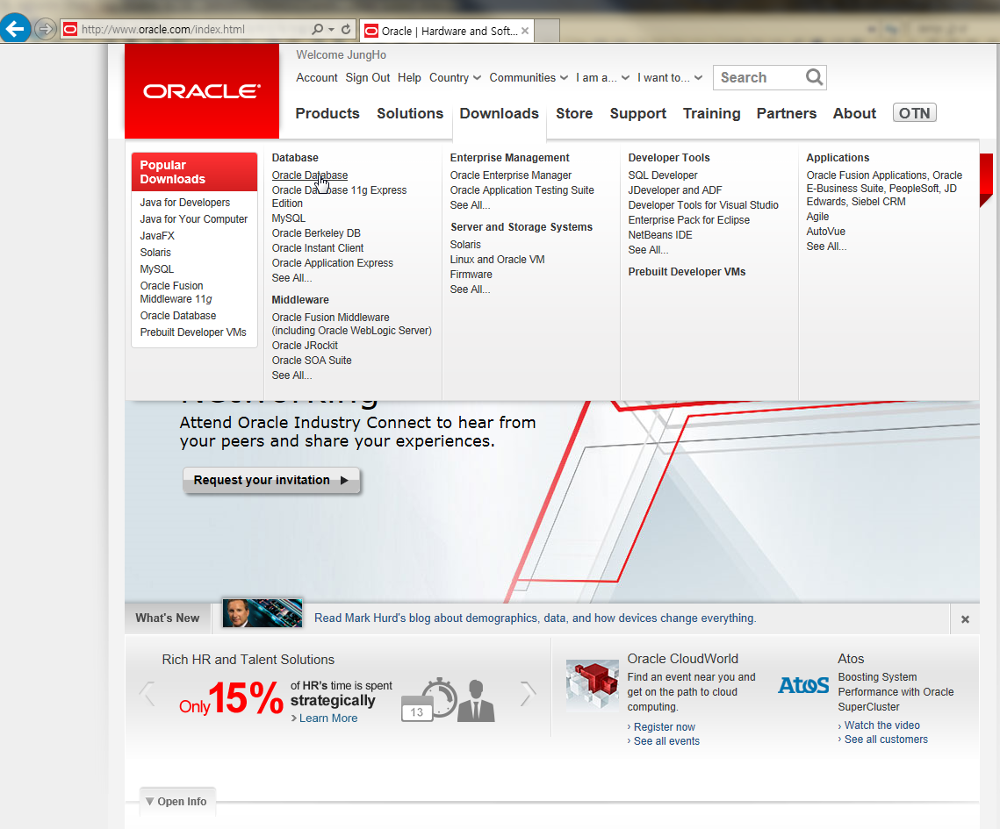 http://www.oracle.com/index.html
Oracle | Hardware and Soft...
ORACLE
Welcome JungHo
Account Sign Out Help Country Communities I am a... I want to... Search
Products Solutions Downloads Store Support Training Partners About OTN
Popular
Downloads
Java for Developers
Java for Your Computer
JavaFX
Solaris
MySQL
Oracle Fusion
Middleware 11g
Oracle Database
Prebuilt Developer VMs
Database
Oracle Database
Oracle Database 11g Express
Edition
MySQL
Oracle Berkeley DB
Oracle Instant Client
Oracle Application Express
See All...
Middleware
Oracle Fusion Middleware
(including Oracle WebLogic Server)
Oracle JRockit
Oracle SOA Suite
See All...
Enterprise Management
Oracle Enterprise Manager
Oracle Application Testing Suite
See All...
Server and Storage Systems
Solaris
Linux and Oracle VM
Firmware
See All...
Developer Tools
SQL Developer
JDeveloper and ADF
Developer Tools for Visual Studio
Enterprise Pack for Eclipse
NetBeans IDE
See All...
Prebuilt Developer VMs
Applications
Oracle Fusion Applications, Oracle
E-Business Suite, PeopleSoft, JD
Edwards, Siebel CRM
Agile
AutoVue
See All...
Attend Oracle Industry Connect to hear from
your peers and share your experiences.
Request your invitation
What's New
Read Mark Hurd's blog about demographics, data, and how devices change everything.
Rich HR and Talent Solutions
Only 15%
of HR's time is spent
strategically
> Learn More
13
Oracle CloudWorld
Find an event near you and
get on the path to cloud
computing.
› Register now
› See all events
Atos
Atos
Boosting System
Performance with Oracle
SuperCluster
› Watch the video
› See all customers
Open Info